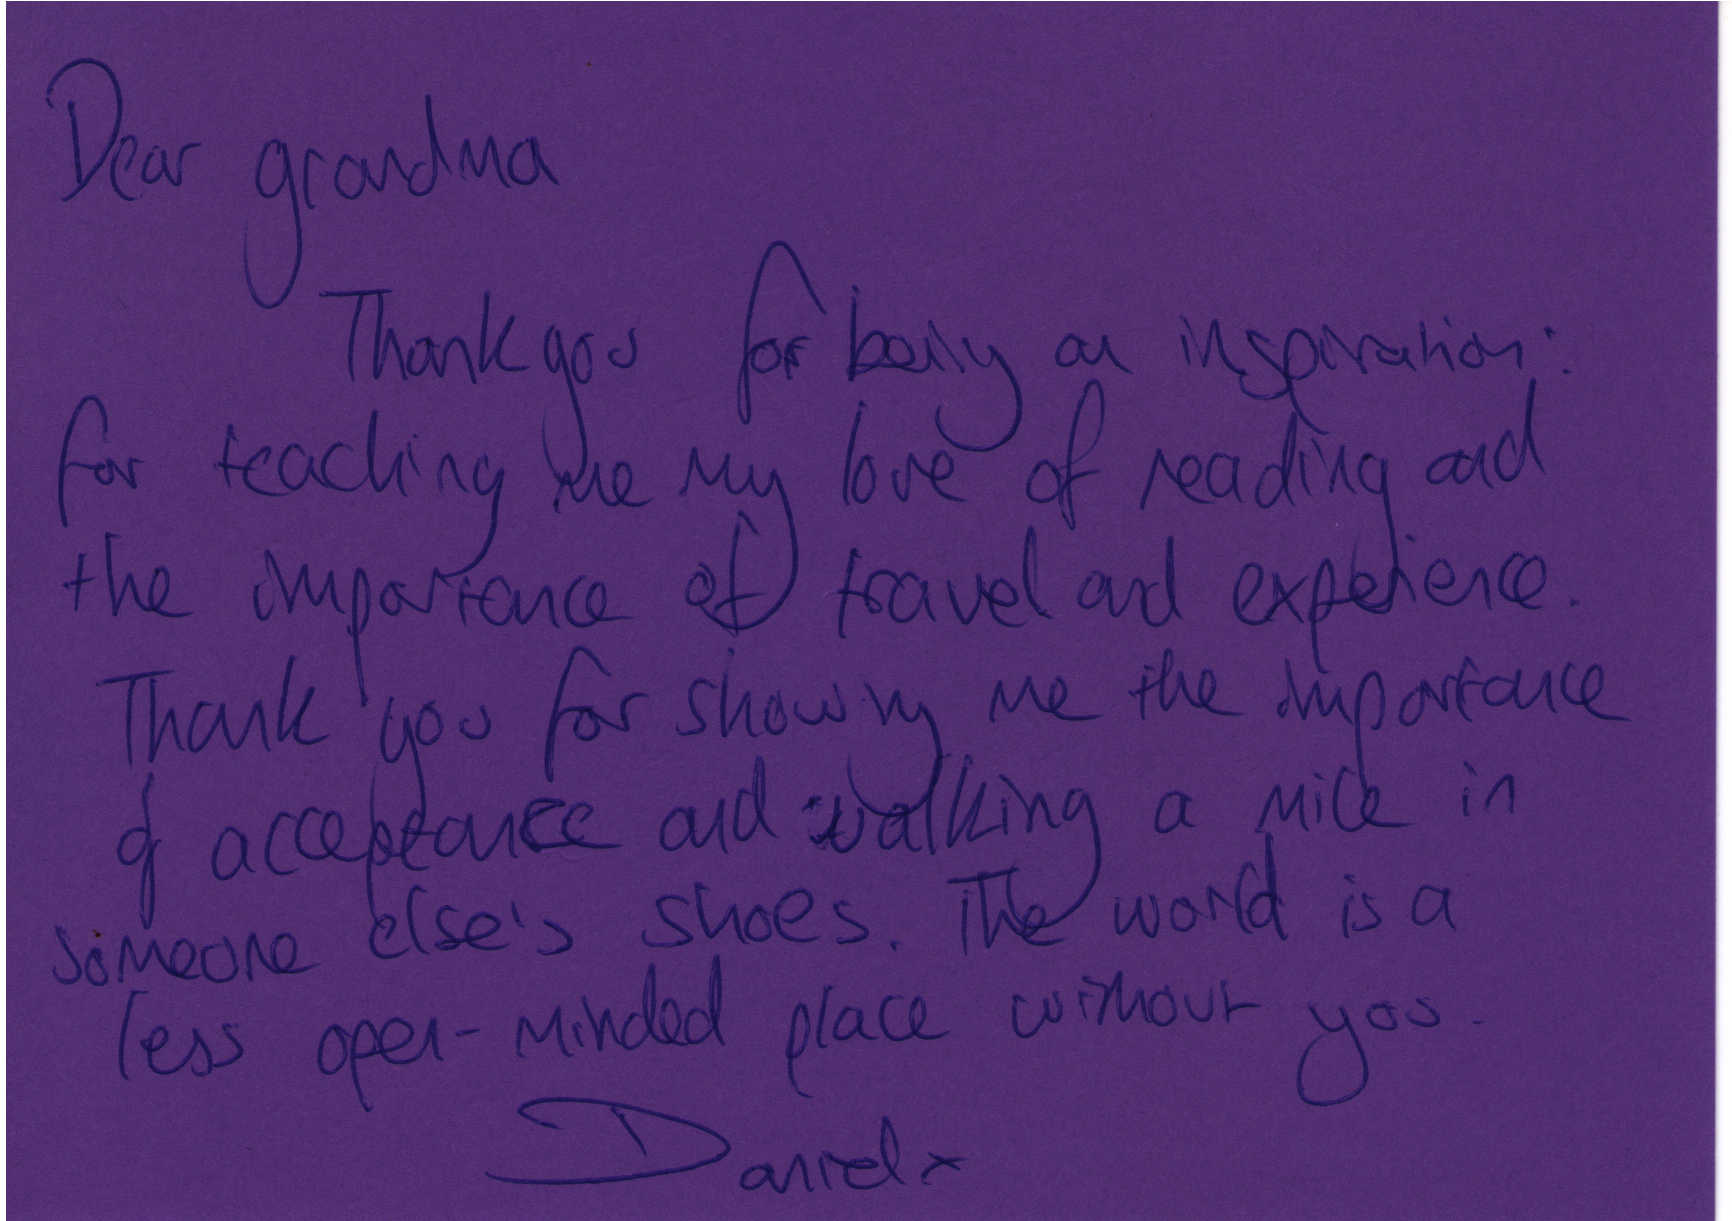 Dear grandma
Thank you for being an inspiration:
for teaching me my love of reading and
the importance of travel and experience.
Thank you for showing me the importance
of acceptance and walking a mile in
someone else's shoes. The world is a
less open-minded place without you.
Daniel x